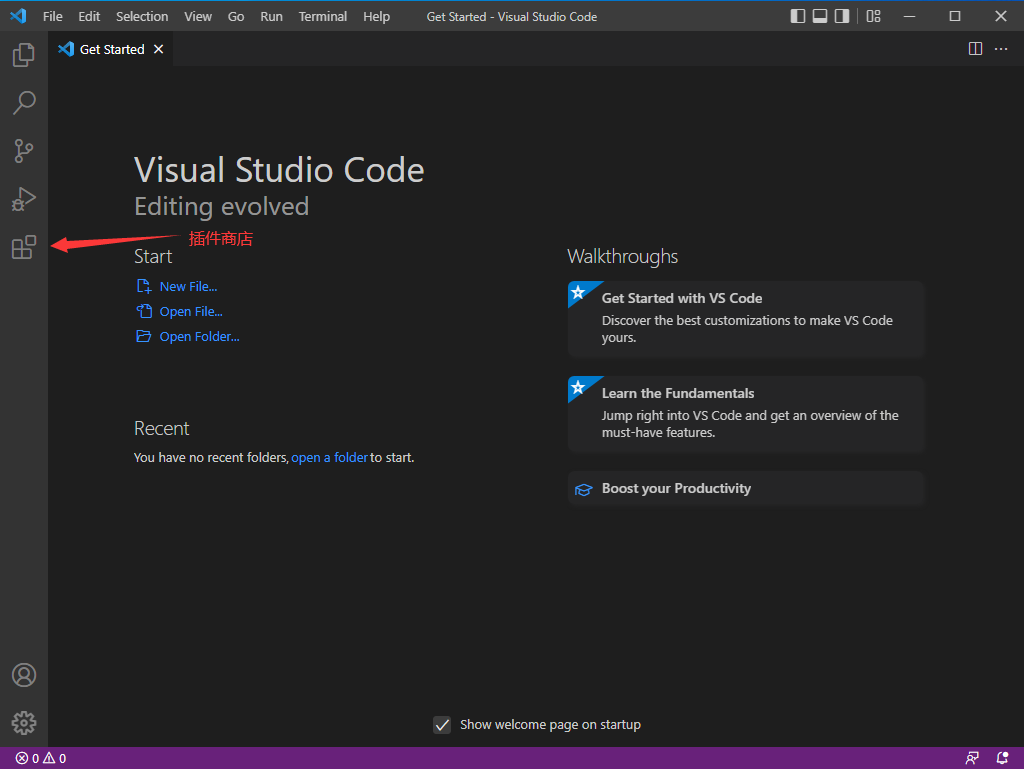 File Edit Selection View Go Run Terminal Help Get Started - Visual Studio Code
Get Started
Visual Studio Code
Editing evolved
插件商店
Start
New File...
Open File...
Open Folder...
Recent
You have no recent folders, open a folder to start.
Walkthroughs
Get Started with VS Code
Discover the best customizations to make VS Code
yours.
Learn the Fundamentals
Jump right into VS Code and get an overview of the
must-have features.
Boost your Productivity
Show welcome page on startup
0 0